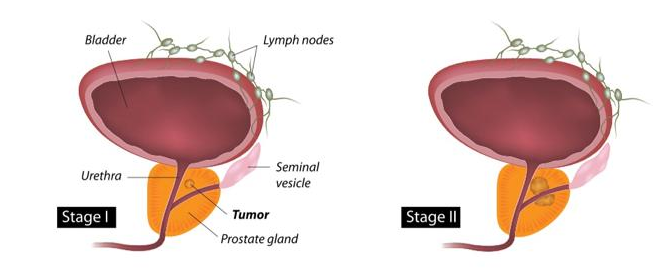 Bladder
Lymph nodes
Urethra
Seminal
vesicle
Stage I
Tumor
Prostate gland
Stage II